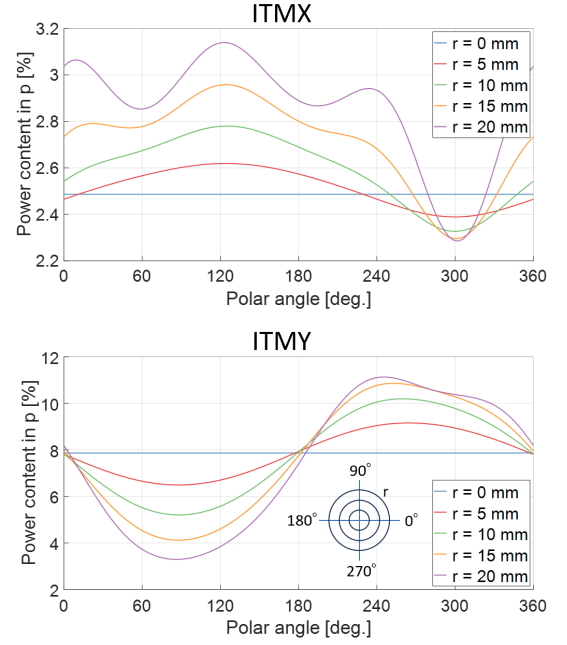 ITMX
Power content in p [%]
3.2
3
2.8
2.6
2.4
2.2
r = 0 mm
r = 5 mm
r = 10 mm
r = 15 mm
r = 20 mm
0 60 120 180 240 300 360
Polar angle [deg.]
ITMY
Power content in p [%]
12
10
8
6
4
2
90°
r
180° 0°
270°
r = 0 mm
r = 5 mm
r = 10 mm
r = 15 mm
r = 20 mm
0 60 120 180 240 300 360
Polar angle [deg.]